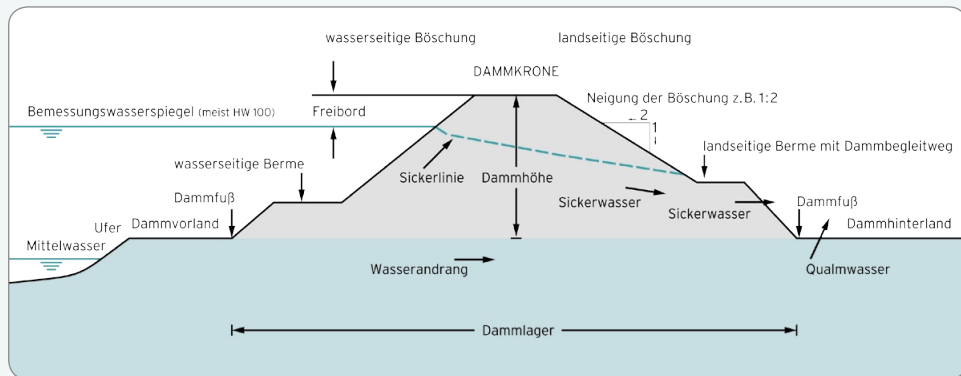 wasserseitige Böschung
landseitige Böschung
DAMMKRONE
Bemessungswasserspiegel (meist HW 100)
Freibord
Neigung der Böschung z.B. 1:2
2
1
wasserseitige Berme
landseitige Berme mit Dammbegleitweg
Sickerlinie
Dammhöhe
Dammfuß
Sickerwasser
Sickerwasser
Dammfuß
Ufer
Dammvorland
Dammhinterland
Mittelwasser
Wasserandrang
Qualmwasser
Dammlager